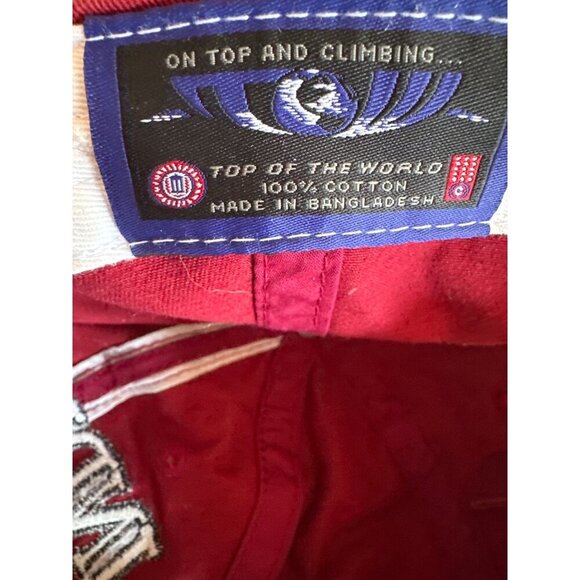 ON TOP AND CLIMBING...
TOP OF THE WORLD
100% COTTON
MADE IN BANGLADESH